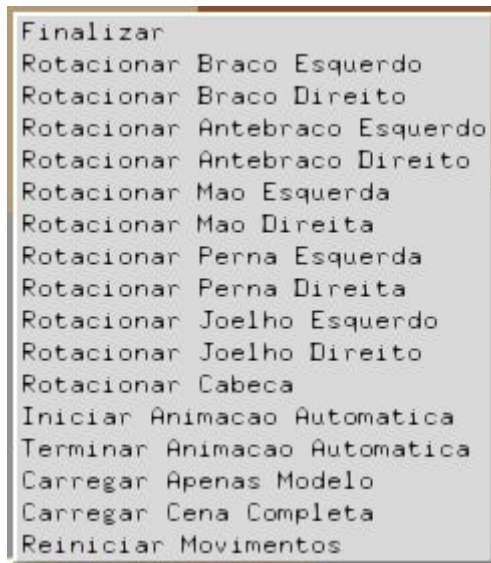 Finalizar
Rotacionar Braco Esquerdo
Rotacionar Braco Direito
Rotacionar Antebraco Esquerdo
Rotacionar Antebraco Direito
Rotacionar Mao Esquerda
Rotacionar Mao Direita
Rotacionar Perna Esquerda
Rotacionar Perna Direita
Rotacionar Joelho Esquerdo
Rotacionar Joelho Direito
Rotacionar Cabeca
Iniciar Animacao Automatica
Terminar Animacao Automatica
Carregar Apenas Modelo
Carregar Cena Completa
Reiniciar Movimentos